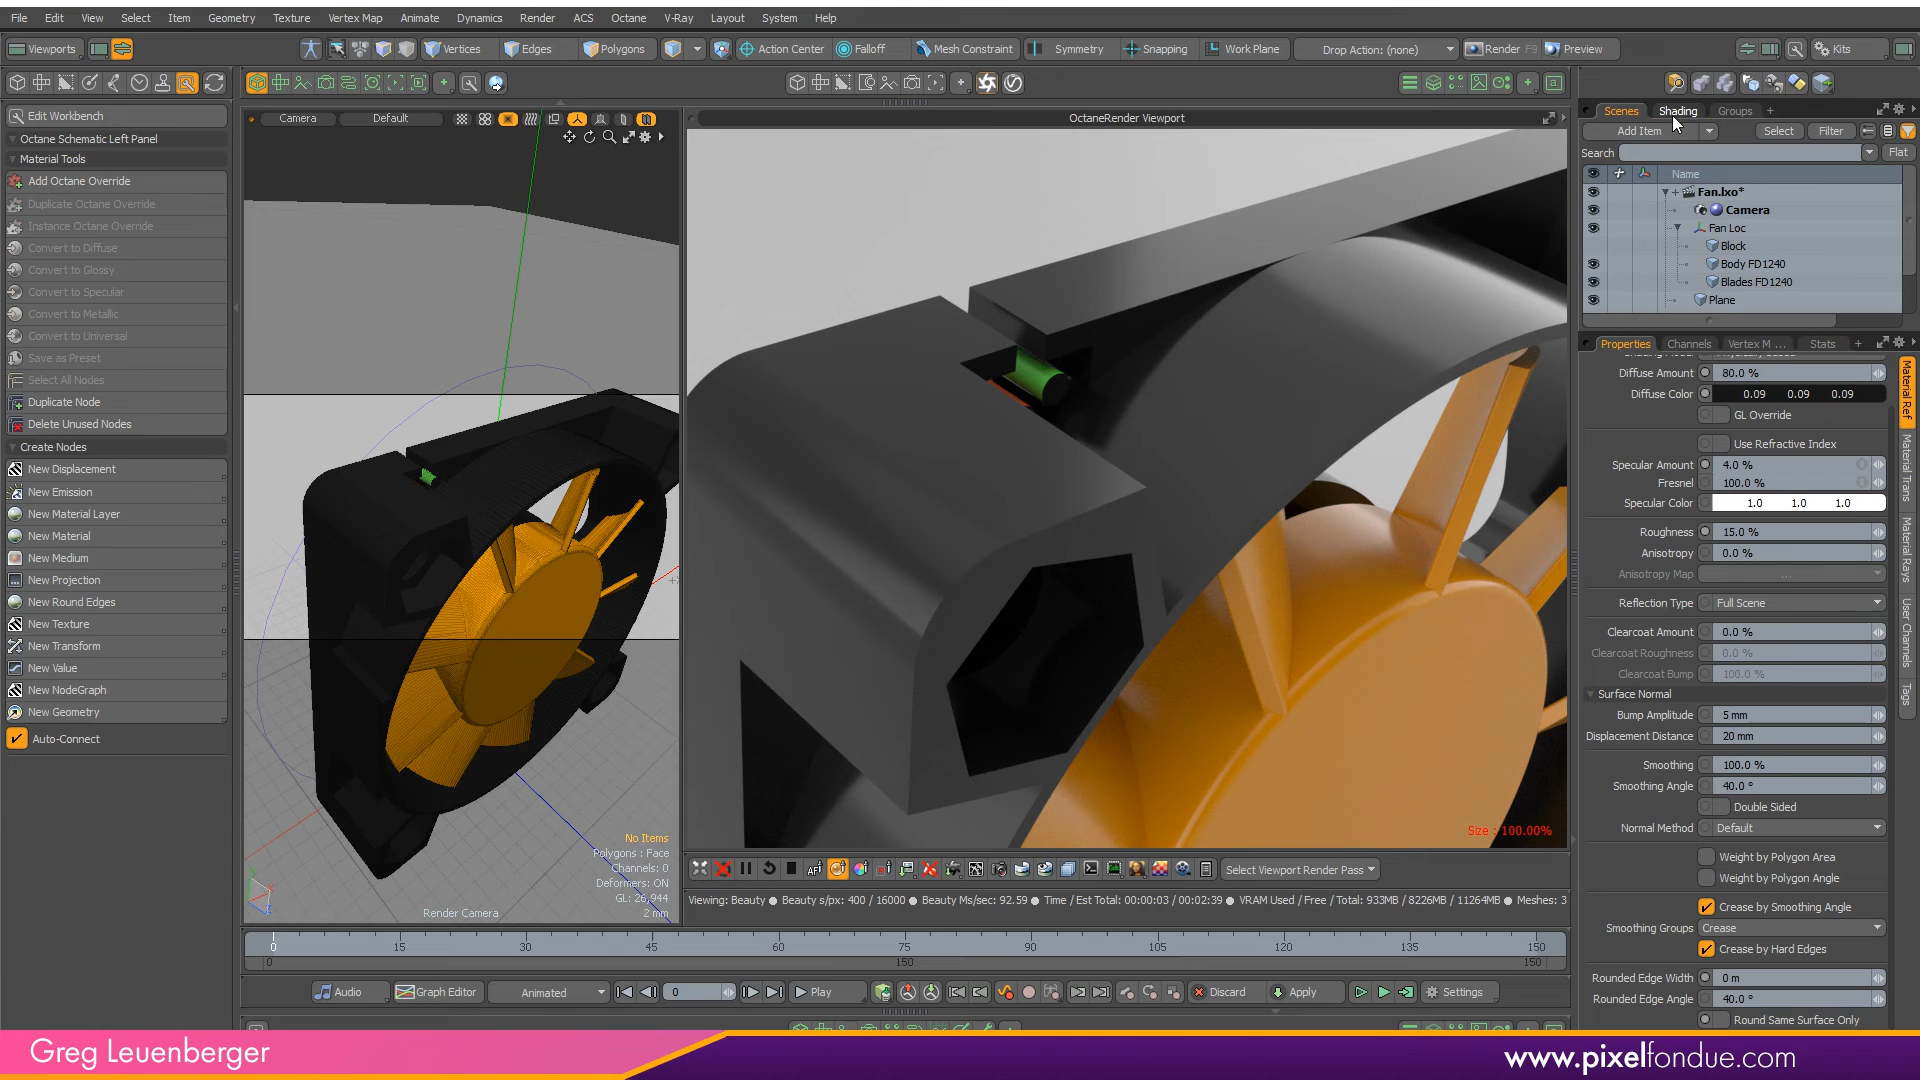 File Edit View Select Item Geometry Texture Vertex Map Animate Dynamics Render ACS Octane V-Ray Layout System Help
Viewports Vertices Edges Polygons Action Center Falloff Mesh Constraint Symmetry Snapping Work Plane Drop Action: (none) Render F9 Preview Kits
Edit Workbench
Octane Schematic Left Panel
Material Tools
Add Octane Override
Duplicate Octane Override
Instance Octane Override
Convert to Diffuse
Convert to Glossy
Convert to Specular
Convert to Metallic
Convert to Universal
Save as Preset
Select All Nodes
Duplicate Node
Delete Unused Nodes
Create Nodes
New Displacement
New Emission
New Material Layer
New Material
New Medium
New Projection
New Round Edges
New Texture
New Transform
New Value
New NodeGraph
New Geometry
Auto-Connect
Camera Default
No Items
Polygons : Face
Channels: 0
Deformers: ON
GL: 26,944
2 mm
Render Camera
OctaneRender Viewport
Size : 100.00%
Select Viewport Render Pass
Viewing: Beauty Beauty s/px: 400 / 16000 Beauty Ms/sec: 92.59 Time / Est Total: 00:00:03 / 00:02:39 VRAM Used / Free / Total: 933MB / 8226MB / 11264MB Meshes: 3
0 15 30 45 60 75 90 105 120 135 150
0 150 150
Audio Graph Editor Animated 0 Play Discard Apply Settings
Scenes Shading Groups +
Add Item Select Filter
Search Flat
Name
Fan.lxo*
Camera
Fan Loc
Block
Body FD1240
Blades FD1240
Plane
Properties Channels Vertex M ... Stats +
Diffuse Amount 80.0 %
Diffuse Color 0.09 0.09 0.09
GL Override
Use Refractive Index
Specular Amount 4.0 %
Fresnel 100.0 %
Specular Color 1.0 1.0 1.0
Roughness 15.0 %
Anisotropy 0.0 %
Anisotropy Map ...
Reflection Type Full Scene
Clearcoat Amount 0.0 %
Clearcoat Roughness 0.0 %
Clearcoat Bump 100.0 %
Surface Normal
Bump Amplitude 5 mm
Displacement Distance 20 mm
Smoothing 100.0 %
Smoothing Angle 40.0 °
Double Sided
Normal Method Default
Weight by Polygon Area
Weight by Polygon Angle
Crease by Smoothing Angle
Smoothing Groups Crease
Crease by Hard Edges
Rounded Edge Width 0 m
Rounded Edge Angle 40.0 °
Round Same Surface Only
Material Ref
Material Trans
Material Rays
User Channels
Tags
Greg Leuenberger
www.pixelfondue.com